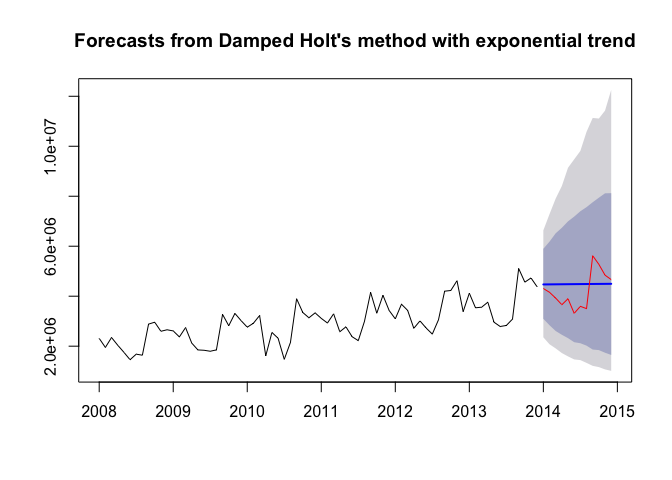 Forecasts from Damped Holt's method with exponential trend
1.0e+07
6.0e+06
2.0e+06
2008 2009 2010 2011 2012 2013 2014 2015